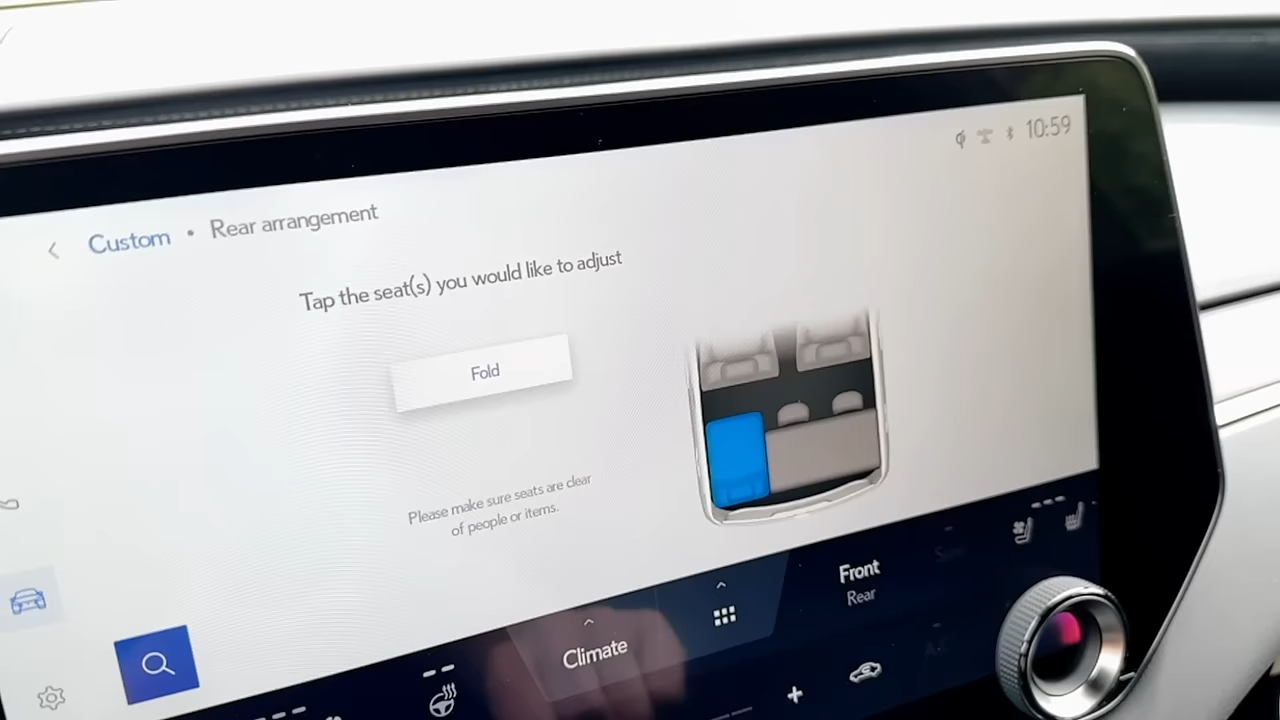 10:59
Custom • Rear arrangement
Tap the seat(s) you would like to adjust
Fold
Please make sure seats are clear
of people or items.
Front
Rear
Climate